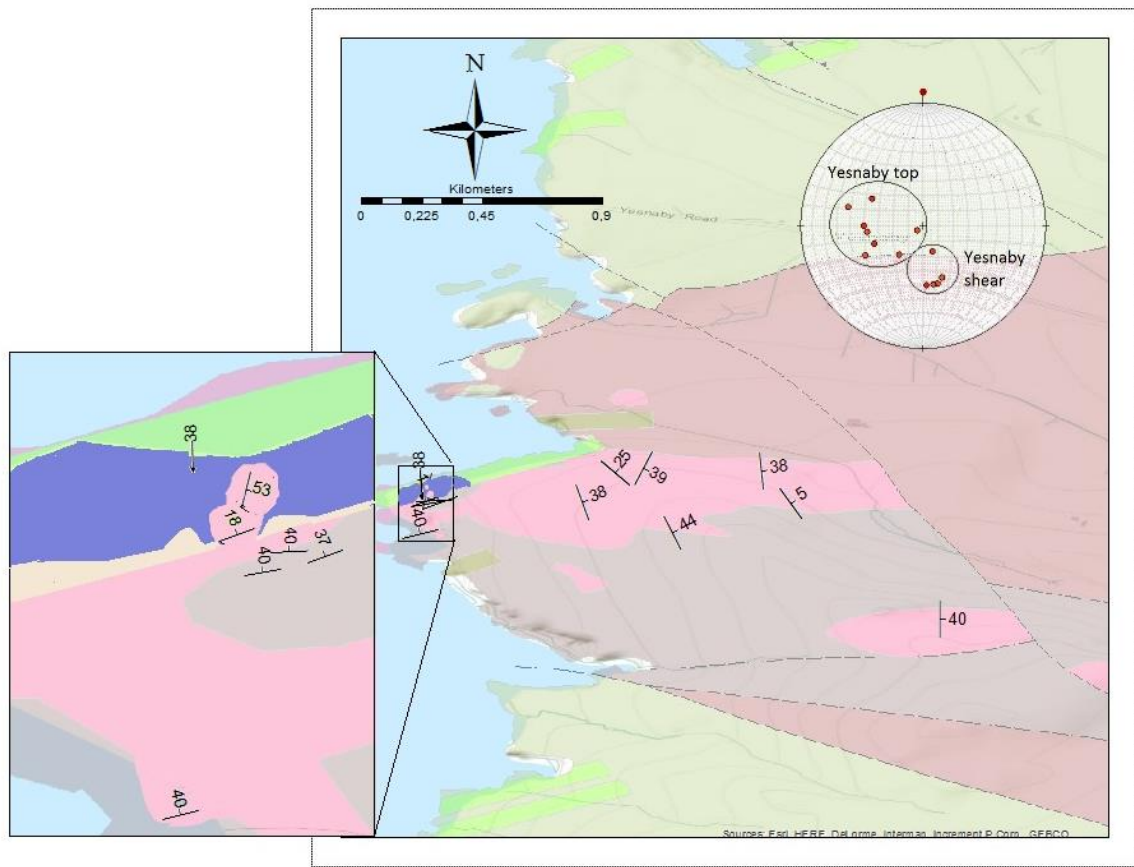 N
Kilometers
0 0,225 0,45 0,9
Yesnaby top
Yesnaby Road
Yesnaby
shear
38
53
18
40
40
37
40
38
40
25
39
38
38
5
44
40
Sources: Esri, HERE, DeLorme, Intermap, increment P Corp., GEBCO,